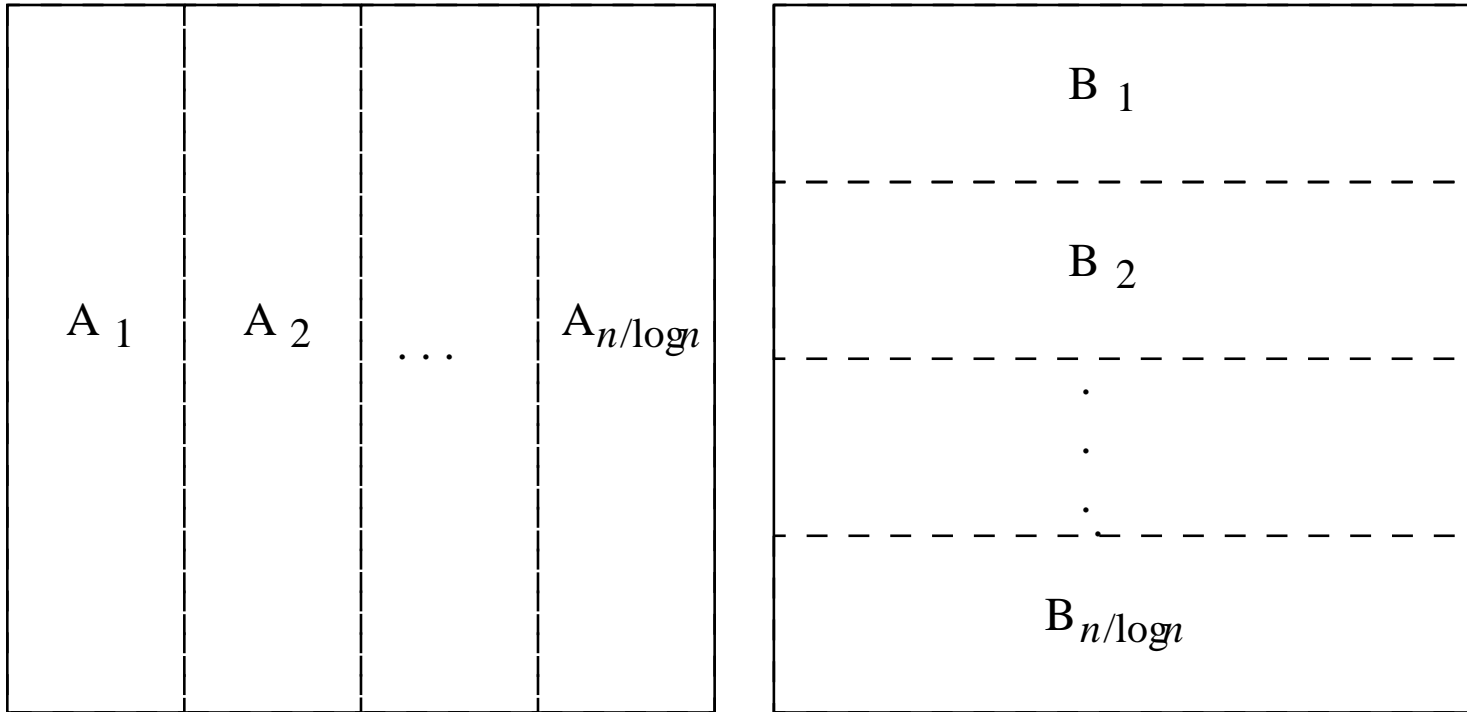 A 1 A 2 . . . A n/logn
B 1
B 2
.
.
.
.
B n/logn